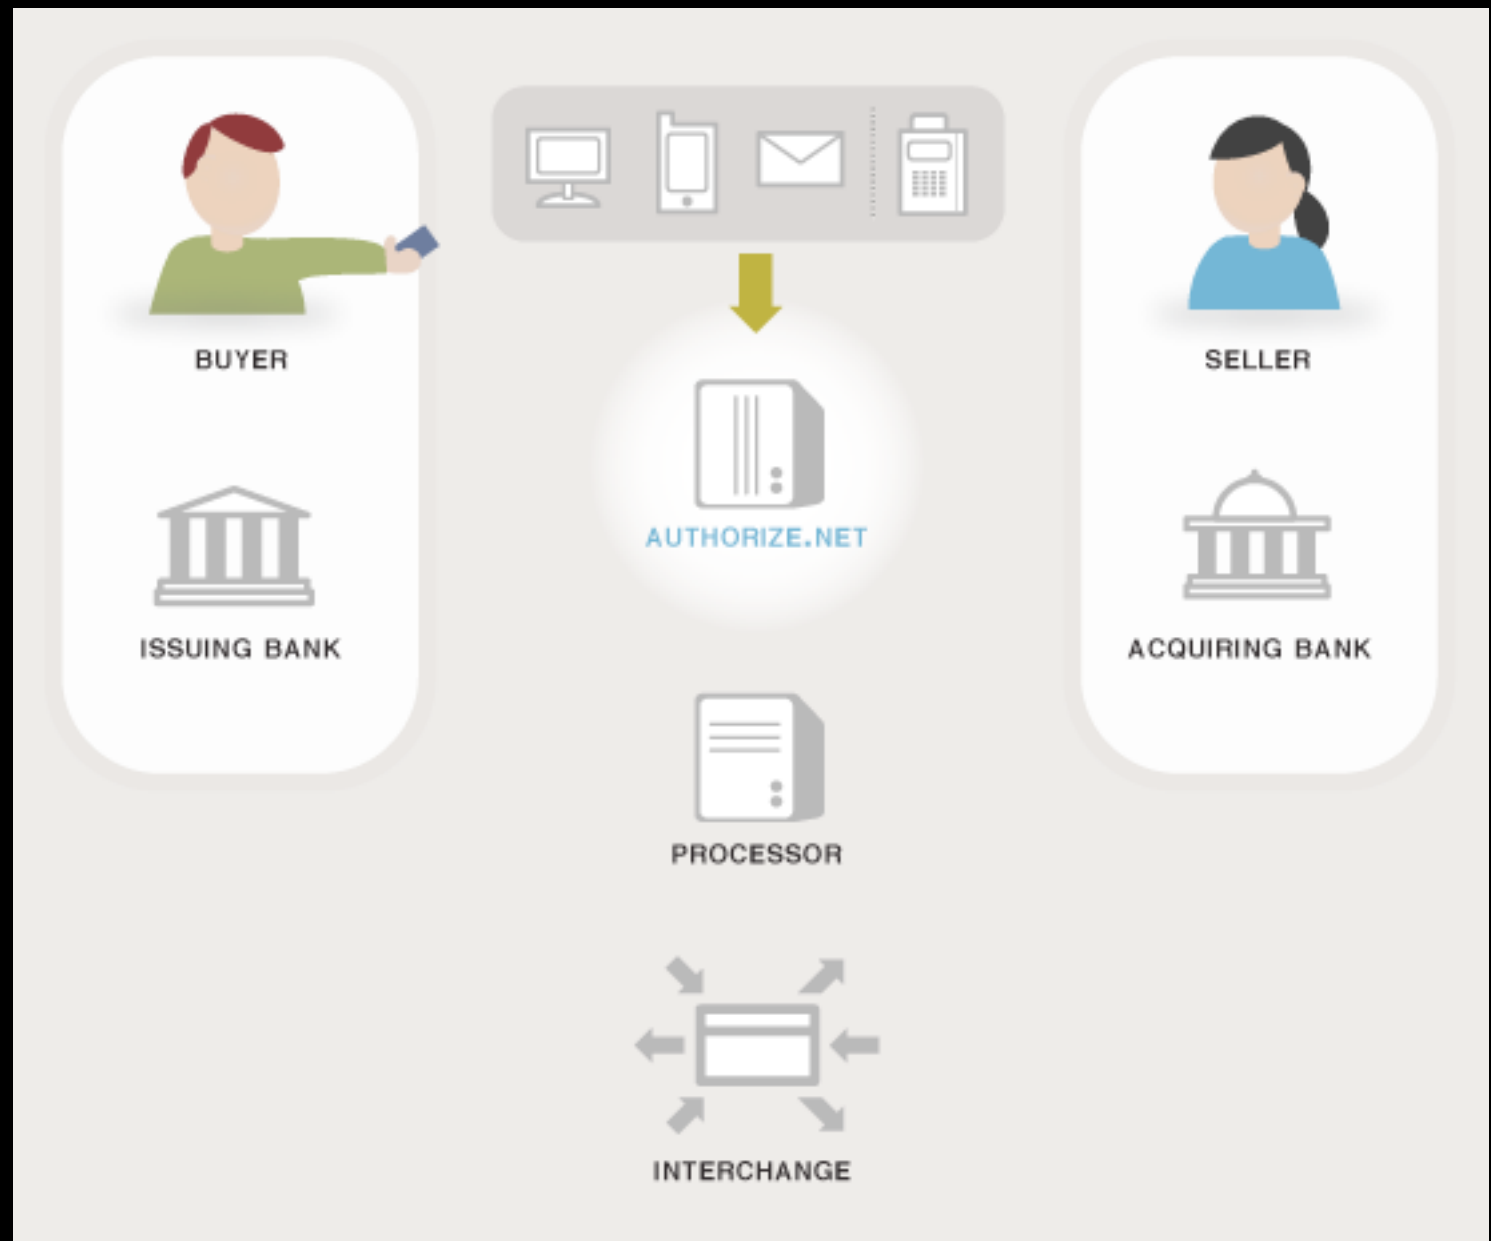 BUYER
SELLER
AUTHORIZE.NET
ISSUING BANK
ACQUIRING BANK
PROCESSOR
INTERCHANGE